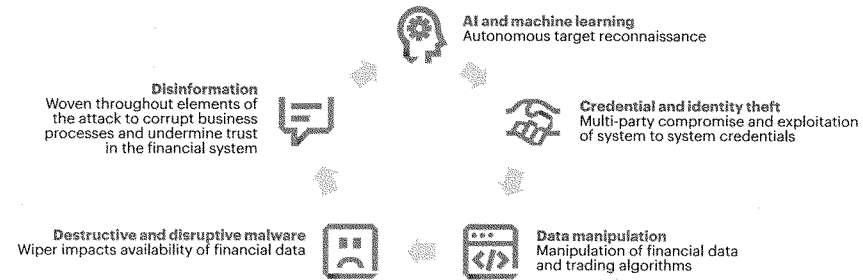 AI and machine learning
Autonomous target reconnaissance
Credential and identity theft
Multi-party compromise and exploitation
of system to system credentials
Data manipulation
Manipulation of financial data
and trading algorithms
Destructive and disruptive malware
Wiper impacts availability of financial data
Disinformation
Woven throughout elements of
the attack to corrupt business
processes and undermine trust
in the financial system